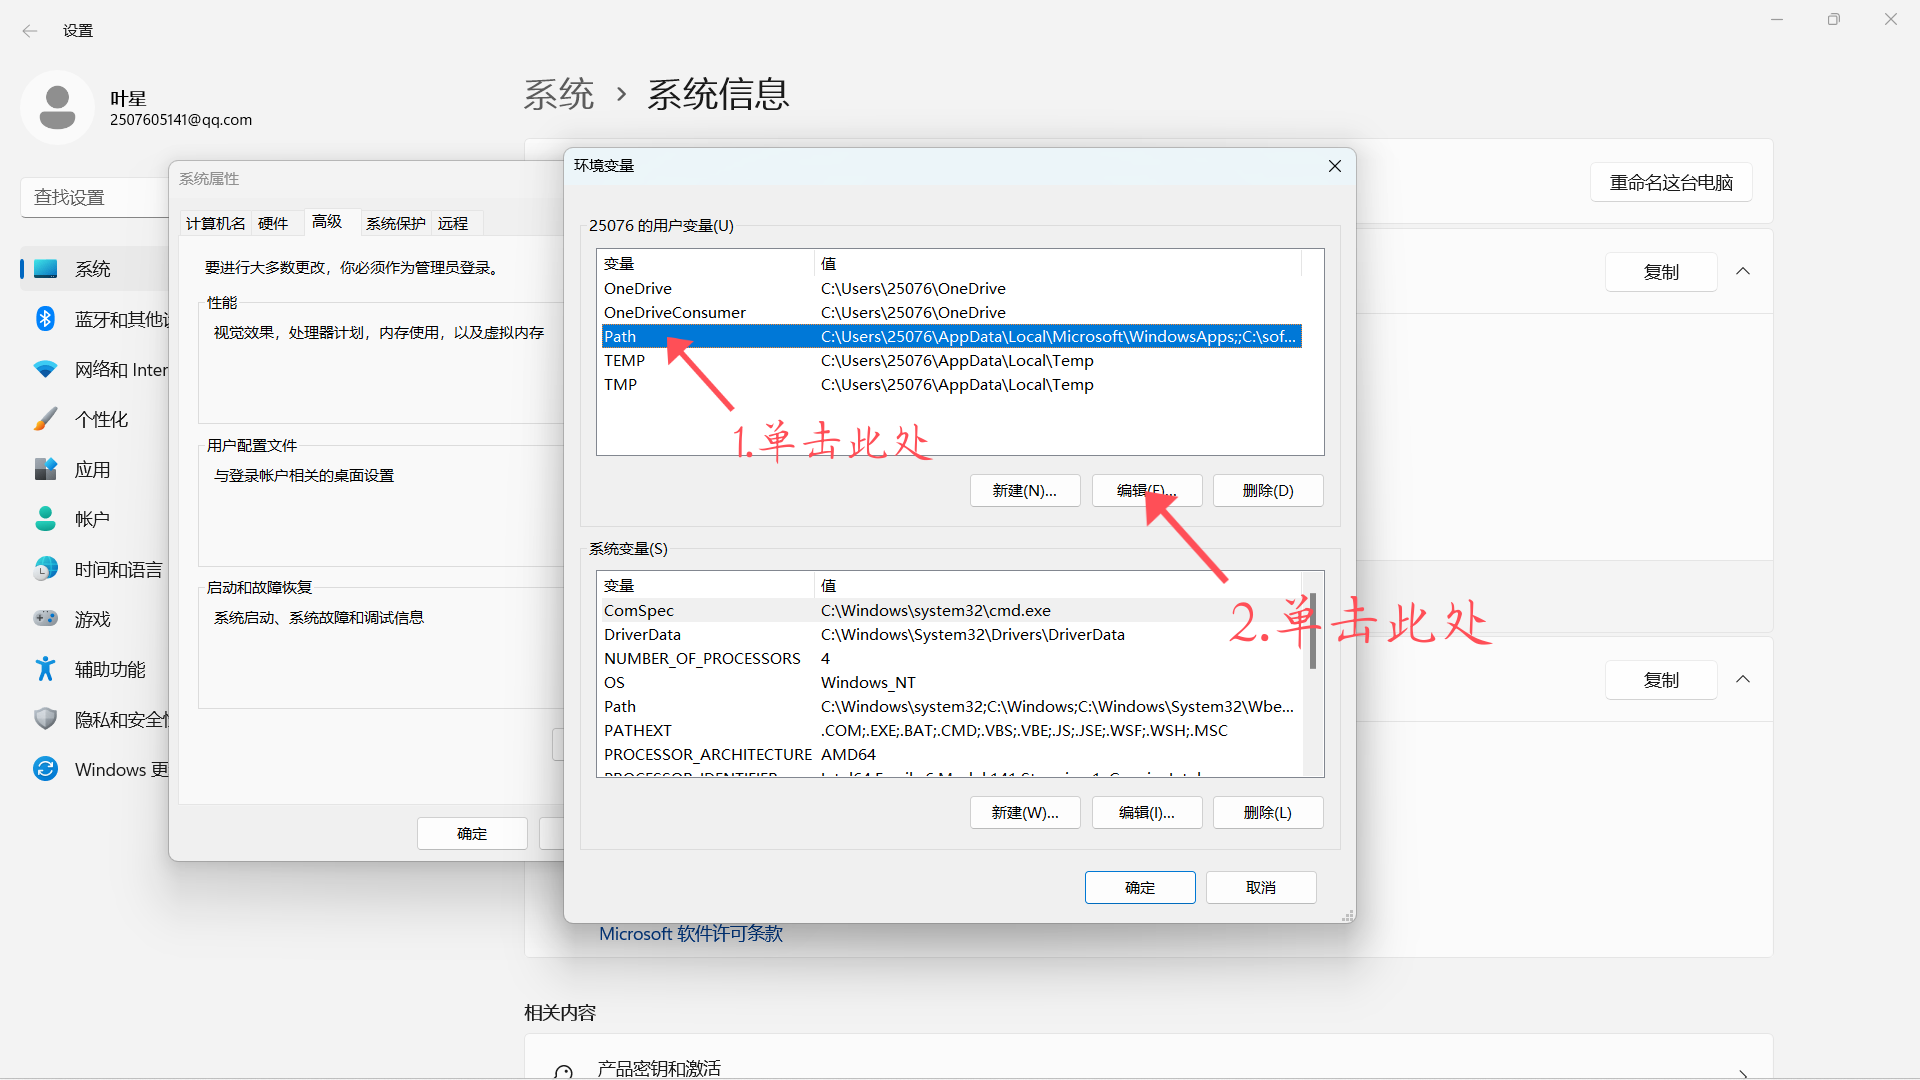 设置
叶星
2507605141@qq.com
查找设置
系统
蓝牙和其他
网络和 Inter
个性化
应用
帐户
时间和语言
游戏
辅助功能
隐私和安全
Windows 更
系统 › 系统信息
重命名这台电脑
复制
复制
Microsoft 软件许可条款
相关内容
产品密钥和激活
系统属性
计算机名 硬件 高级 系统保护 远程
要进行大多数更改，你必须作为管理员登录。
性能
视觉效果，处理器计划，内存使用，以及虚拟内存
用户配置文件
与登录帐户相关的桌面设置
启动和故障恢复
系统启动、系统故障和调试信息
确定
环境变量
25076 的用户变量(U)
变量 值
OneDrive C:\Users\25076\OneDrive
OneDriveConsumer C:\Users\25076\OneDrive
Path C:\Users\25076\AppData\Local\Microsoft\WindowsApps;;C:\sof...
TEMP C:\Users\25076\AppData\Local\Temp
TMP C:\Users\25076\AppData\Local\Temp
1.单击此处
新建(N)... 编辑(E)... 删除(D)
2.单击此处
系统变量(S)
变量 值
ComSpec C:\Windows\system32\cmd.exe
DriverData C:\Windows\System32\Drivers\DriverData
NUMBER_OF_PROCESSORS 4
OS Windows_NT
Path C:\Windows\system32;C:\Windows;C:\Windows\System32\Wbe...
PATHEXT .COM;.EXE;.BAT;.CMD;.VBS;.VBE;.JS;.JSE;.WSF;.WSH;.MSC
PROCESSOR_ARCHITECTURE AMD64
新建(W)... 编辑(I)... 删除(L)
确定 取消